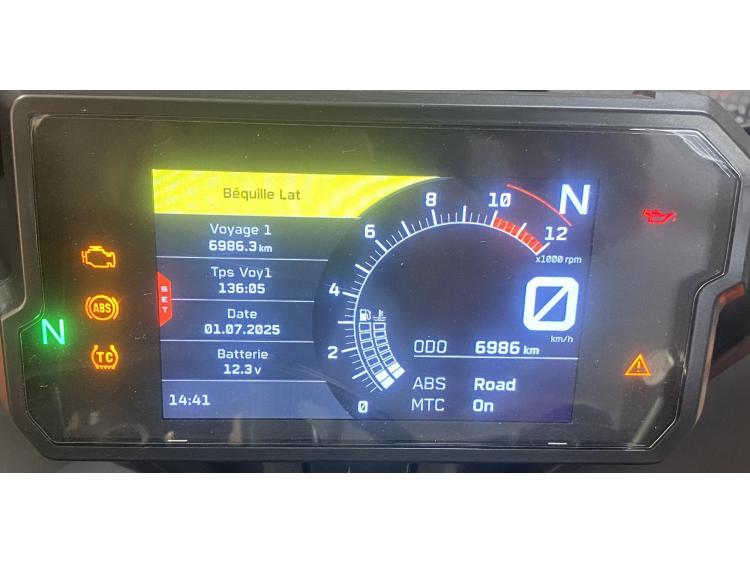 Béquille Lat
Voyage 1
6986.3 km
Tps Voy1
136:05
Date
01.07.2025
Batterie
12.3 v
14:41
SET
0
2
4
6
8
10
12
x1000 rpm
N
0
km/h
ODO 6986 km
ABS Road
MTC On
ABS
TC
N